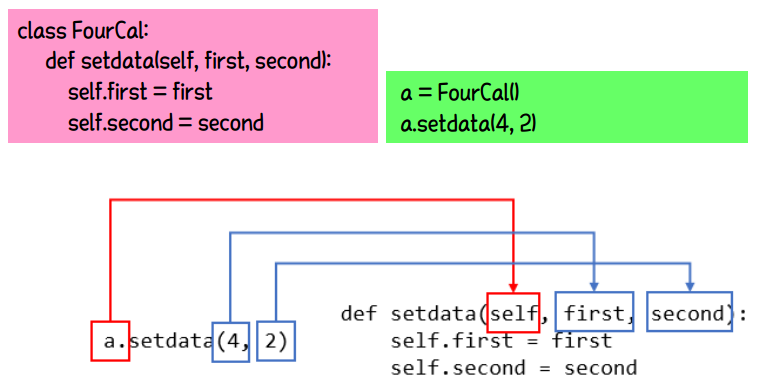 class FourCal:
def setdata(self, first, second):
self.first = first
self.second = second
a = FourCal()
a.setdata(4, 2)
a.setdata(4, 2)
def setdata(self, first, second):
self.first = first
self.second = second